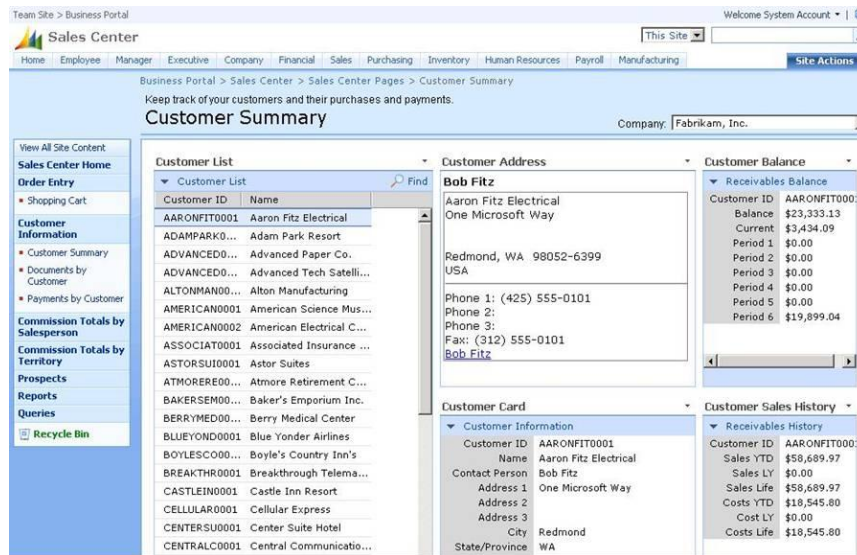 Team Site > Business Portal
Welcome System Account
Sales Center
This Site
Home Employee Manager Executive Company Financial Sales Purchasing Inventory Human Resources Payroll Manufacturing
Site Actions
Business Portal > Sales Center > Sales Center Pages > Customer Summary
Keep track of your customers and their purchases and payments.
Customer Summary
Company: Fabrikam, Inc.
View All Site Content
Sales Center Home
Order Entry
Shopping Cart
Customer
Information
Customer Summary
Documents by
Customer
Payments by Customer
Commission Totals by
Salesperson
Commission Totals by
Territory
Prospects
Reports
Queries
Recycle Bin
Customer List
Customer List Find
Customer ID Name
AARONFIT0001 Aaron Fitz Electrical
ADAMPARK0... Adam Park Resort
ADVANCED0... Advanced Paper Co.
ADVANCED0... Advanced Tech Satelli...
ALTONMAN00... Alton Manufacturing
AMERICAN0001 American Science Mus...
AMERICAN0002 American Electrical C...
ASSOCIAT0001 Associated Insurance ...
ASTORSUI0001 Astor Suites
ATMORERE00... Atmore Retirement C...
BAKERSEM00... Baker's Emporium Inc.
BERRYMED00... Berry Medical Center
BLUEYOND0001 Blue Yonder Airlines
BOYLESCO00... Boyle's Country Inn's
BREAKTHR0001 Breakthrough Telema...
CASTLEIN0001 Castle Inn Resort
CELLULAR0001 Cellular Express
CENTERSU0001 Center Suite Hotel
CENTRALC0001 Central Communicatio...
Customer Address
Bob Fitz
Aaron Fitz Electrical
One Microsoft Way
Redmond, WA 98052-6399
USA
Phone 1: (425) 555-0101
Phone 2:
Phone 3:
Fax: (312) 555-0101
Bob Fitz
Customer Card
Customer Information
Customer ID AARONFIT0001
Name Aaron Fitz Electrical
Contact Person Bob Fitz
Address 1 One Microsoft Way
Address 2
Address 3
City Redmond
State/Province WA
Customer Balance
Receivables Balance
Customer ID AARONFIT000
Balance $23,333.13
Current $3,434.09
Period 1 $0.00
Period 2 $0.00
Period 3 $0.00
Period 4 $0.00
Period 5 $0.00
Period 6 $19,899.04
Customer Sales History
Receivables History
Customer ID AARONFIT000
Sales YTD $58,689.97
Sales LY $0.00
Sales Life $58,689.97
Costs YTD $18,545.80
Cost LY $0.00
Costs Life $18,545.80